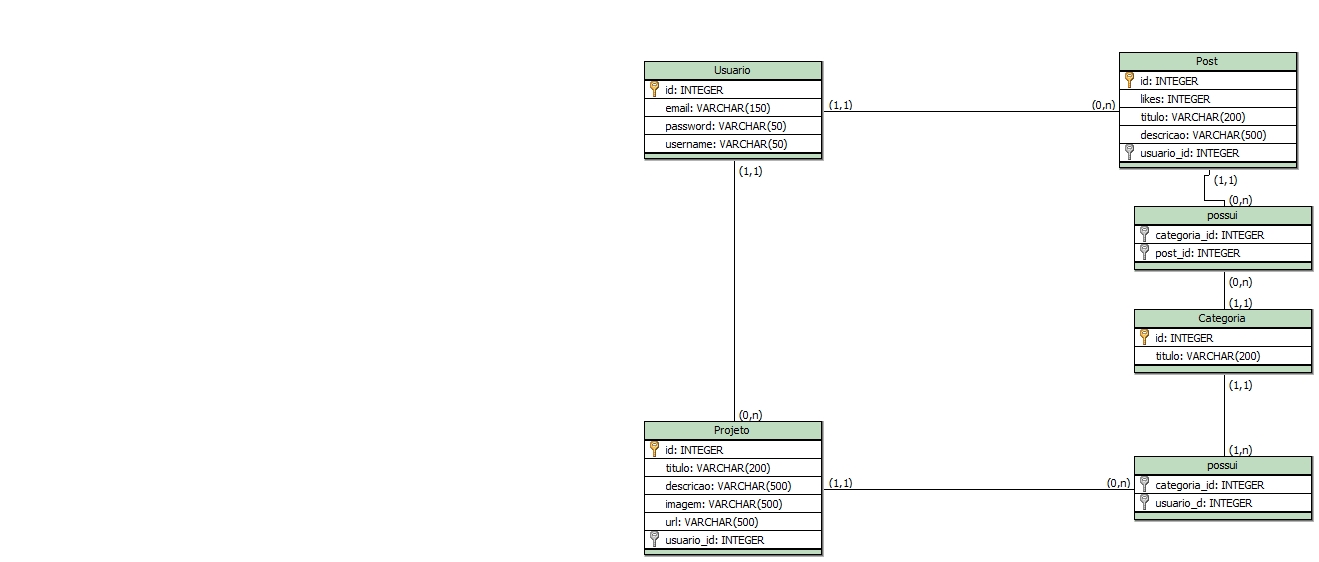 Usuario
id: INTEGER
email: VARCHAR(150)
password: VARCHAR(50)
username: VARCHAR(50)
(1,1)
(0,n)
Post
id: INTEGER
likes: INTEGER
titulo: VARCHAR(200)
descricao: VARCHAR(500)
usuario_id: INTEGER
(1,1)
(0,n)
possui
categoria_id: INTEGER
post_id: INTEGER
(0,n)
(1,1)
Categoria
id: INTEGER
titulo: VARCHAR(200)
(1,1)
(1,n)
possui
categoria_id: INTEGER
usuario_d: INTEGER
(1,1)
(0,n)
Projeto
id: INTEGER
titulo: VARCHAR(200)
descricao: VARCHAR(500)
imagem: VARCHAR(500)
url: VARCHAR(500)
usuario_id: INTEGER
(1,1)
(0,n)